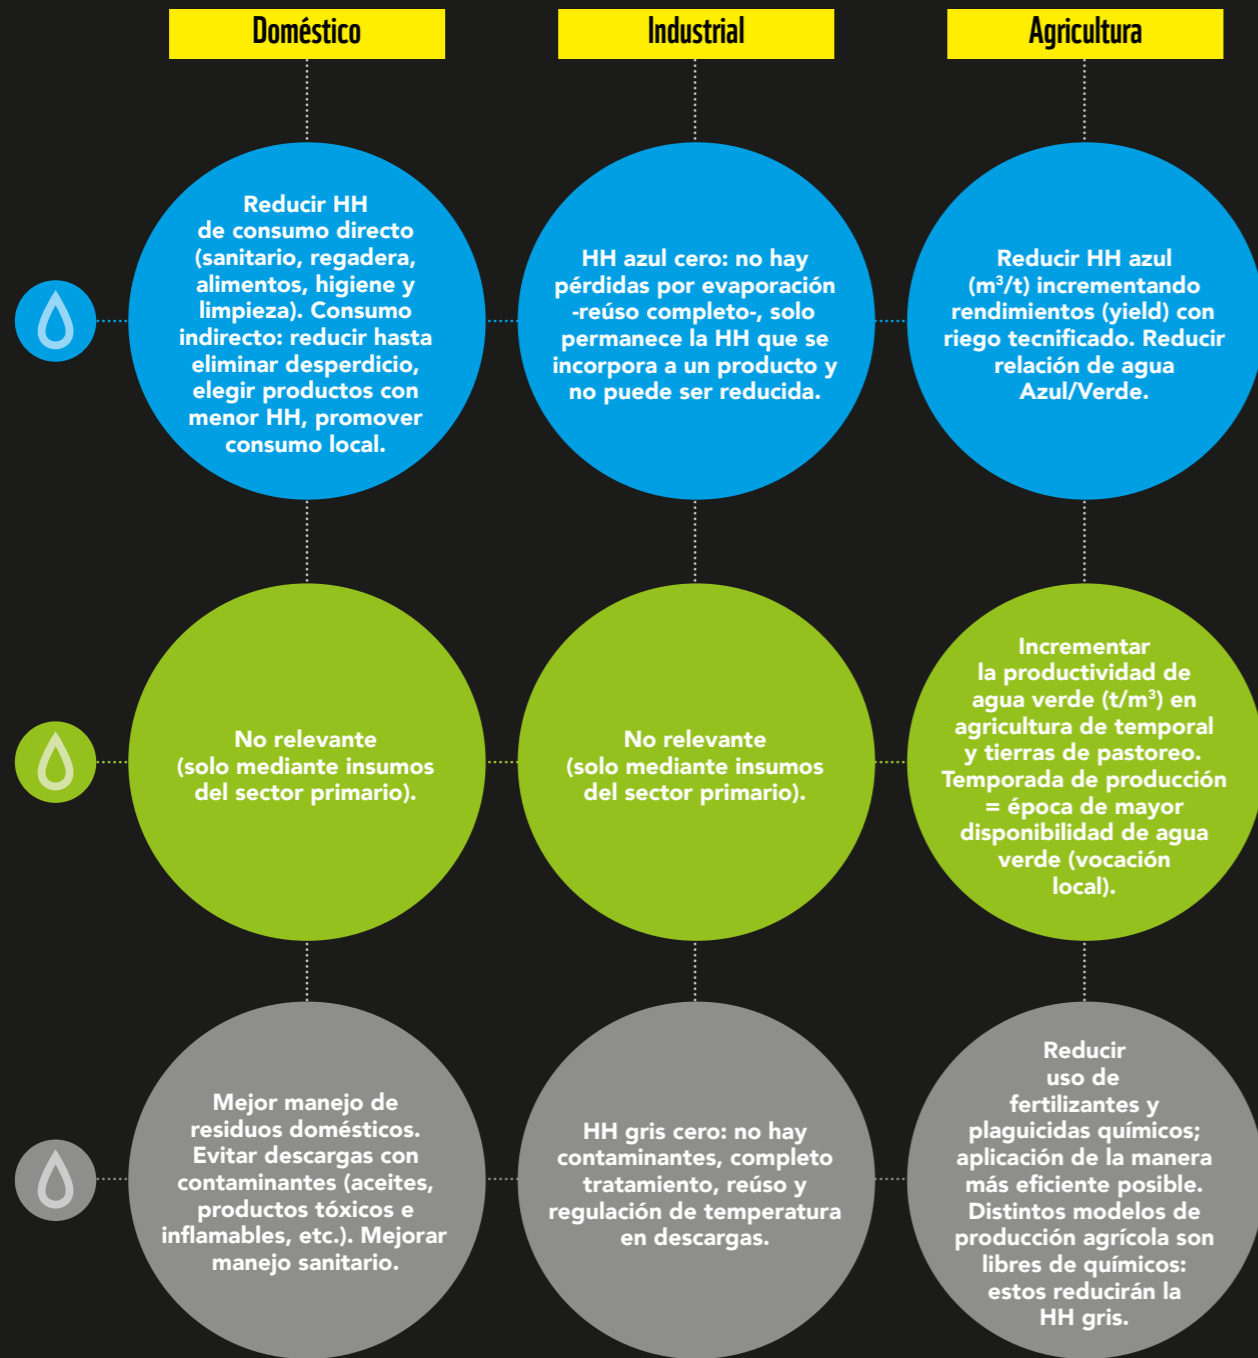 Doméstico
Industrial
Agricultura
Reducir HH
de consumo directo
(sanitario, regadera,
alimentos, higiene y
limpieza). Consumo
indirecto: reducir hasta
eliminar desperdicio,
elegir productos con
menor HH, promover
consumo local.
HH azul cero: no hay
pérdidas por evaporación
-reúso completo-, solo
permanece la HH que se
incorpora a un producto y
no puede ser reducida.
Reducir HH azul
(m³/t) incrementando
rendimientos (yield) con
riego tecnificado. Reducir
relación de agua
Azul/Verde.
No relevante
(solo mediante insumos
del sector primario).
No relevante
(solo mediante insumos
del sector primario).
Incrementar
la productividad de
agua verde (t/m³) en
agricultura de temporal
y tierras de pastoreo.
Temporada de producción
= época de mayor
disponibilidad de agua
verde (vocación
local).
Mejor manejo de
residuos domésticos.
Evitar descargas con
contaminantes (aceites,
productos tóxicos e
inflamables, etc.). Mejorar
manejo sanitario.
HH gris cero: no hay
contaminantes, completo
tratamiento, reúso y
regulación de temperatura
en descargas.
Reducir
uso de
fertilizantes y
plaguicidas químicos;
aplicación de la manera
más eficiente posible.
Distintos modelos de
producción agrícola son
libres de químicos:
estos reducirán la
HH gris.